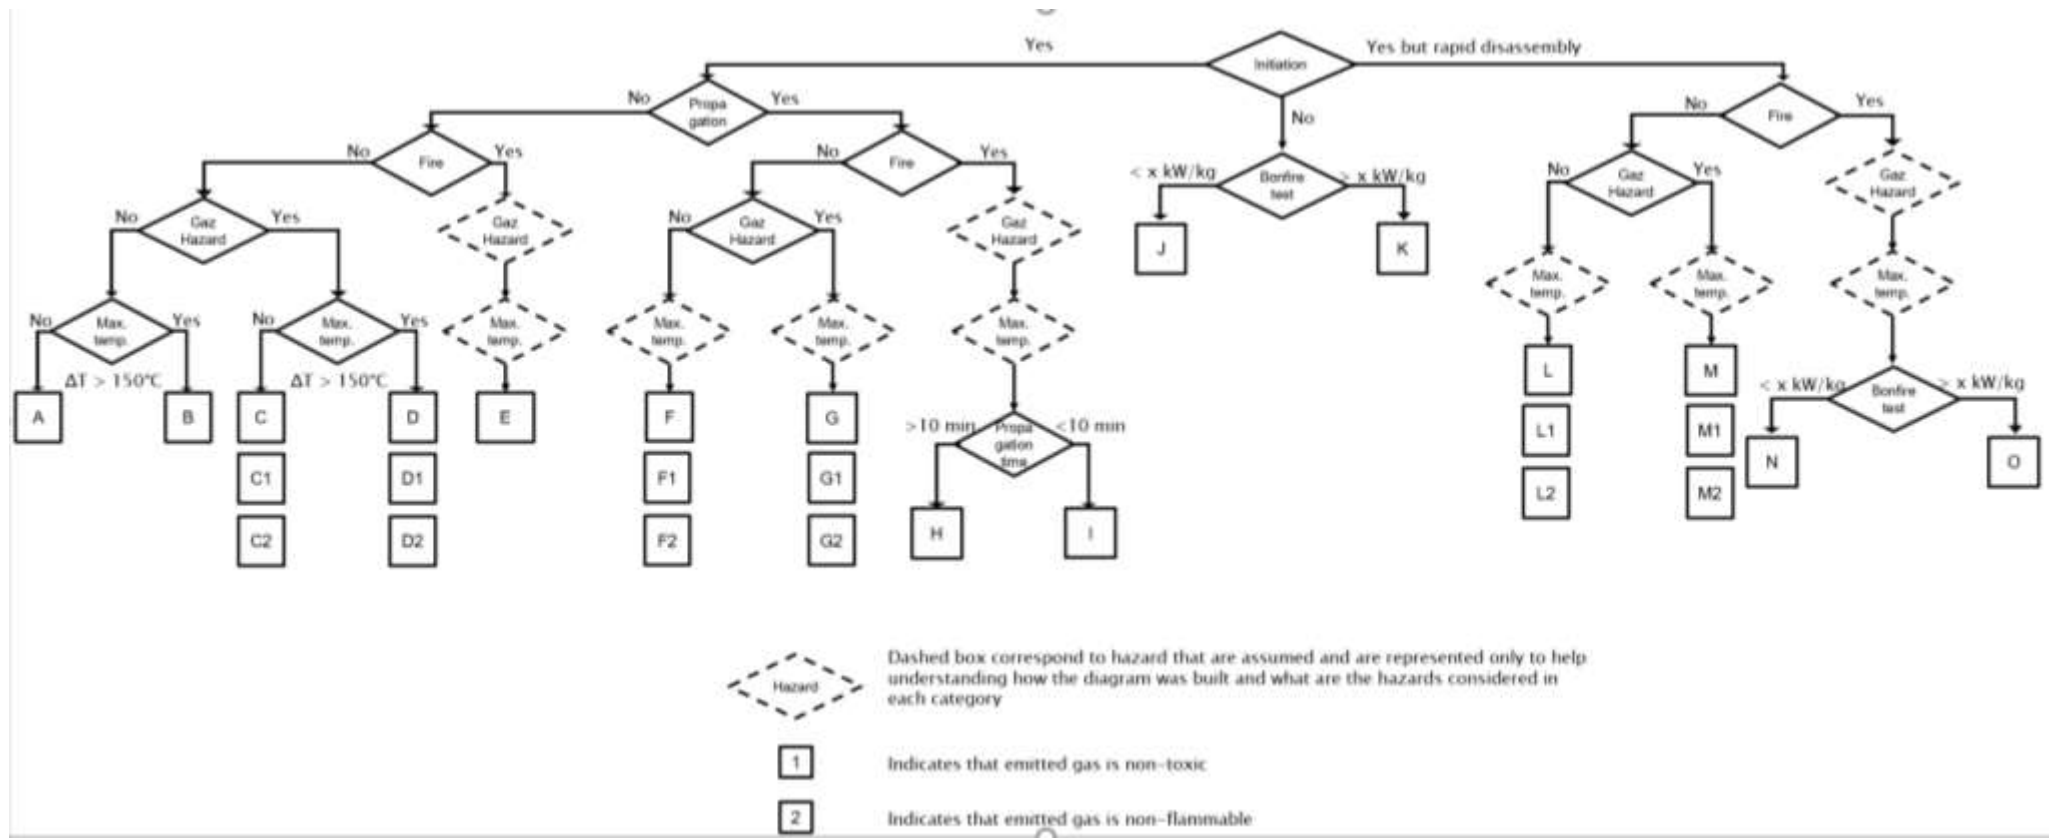 Yes
Initiation
Yes but rapid disassembly
No
Propa
gation
Yes
No
No
Fire
Yes
No
Fire
Yes
No
Fire
Yes
< x kW/kg
Bonfire
test
> x kW/kg
No
Gaz
Hazard
Yes
Gaz
Hazard
No
Gaz
Hazard
Yes
Gaz
Hazard
No
Gaz
Hazard
Yes
Gaz
Hazard
J
K
Max.
temp.
Max.
temp.
Max.
temp.
No
Max.
temp.
Yes
No
Max.
temp.
Yes
Max.
temp.
Max.
temp.
Max.
temp.
Max.
temp.
ΔT > 150°C
ΔT > 150°C
L
M
< x kW/kg
Bonfire
test
> x kW/kg
A
B
C
D
E
F
G
>10 min
Propa
gation
time
<10 min
L1
M1
N
O
C1
D1
F1
G1
L2
M2
C2
D2
F2
G2
H
I
Hazard
Dashed box correspond to hazard that are assumed and are represented only to help
understanding how the diagram was built and what are the hazards considered in
each category
1
Indicates that emitted gas is non-toxic
2
Indicates that emitted gas is non-flammable